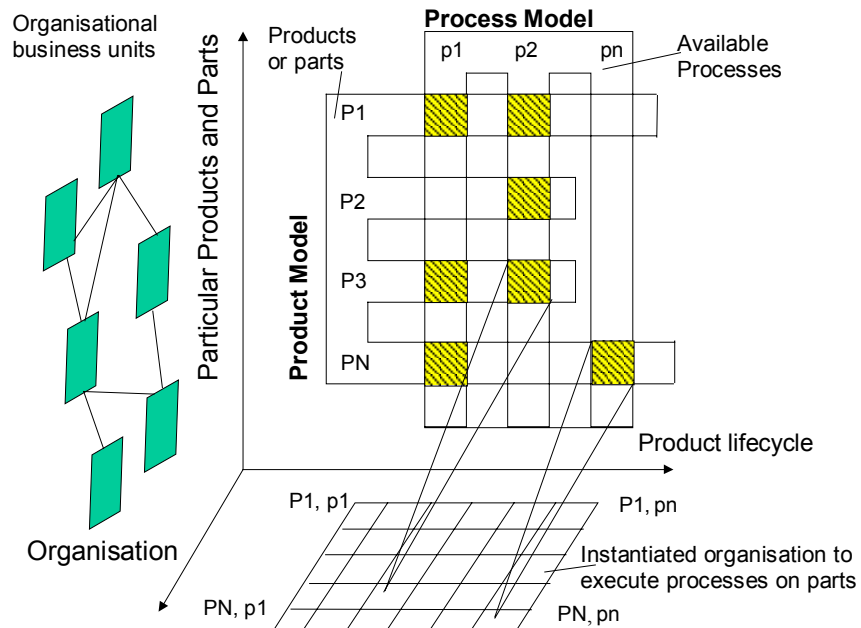 Organisational
business units
Particular Products and Parts
Products
or parts
Process Model
p1 p2 pn
Available
Processes
Product Model
P1
P2
P3
PN
Product lifecycle
Organisation
P1, p1
P1, pn
PN, p1
PN, pn
Instantiated organisation to
execute processes on parts